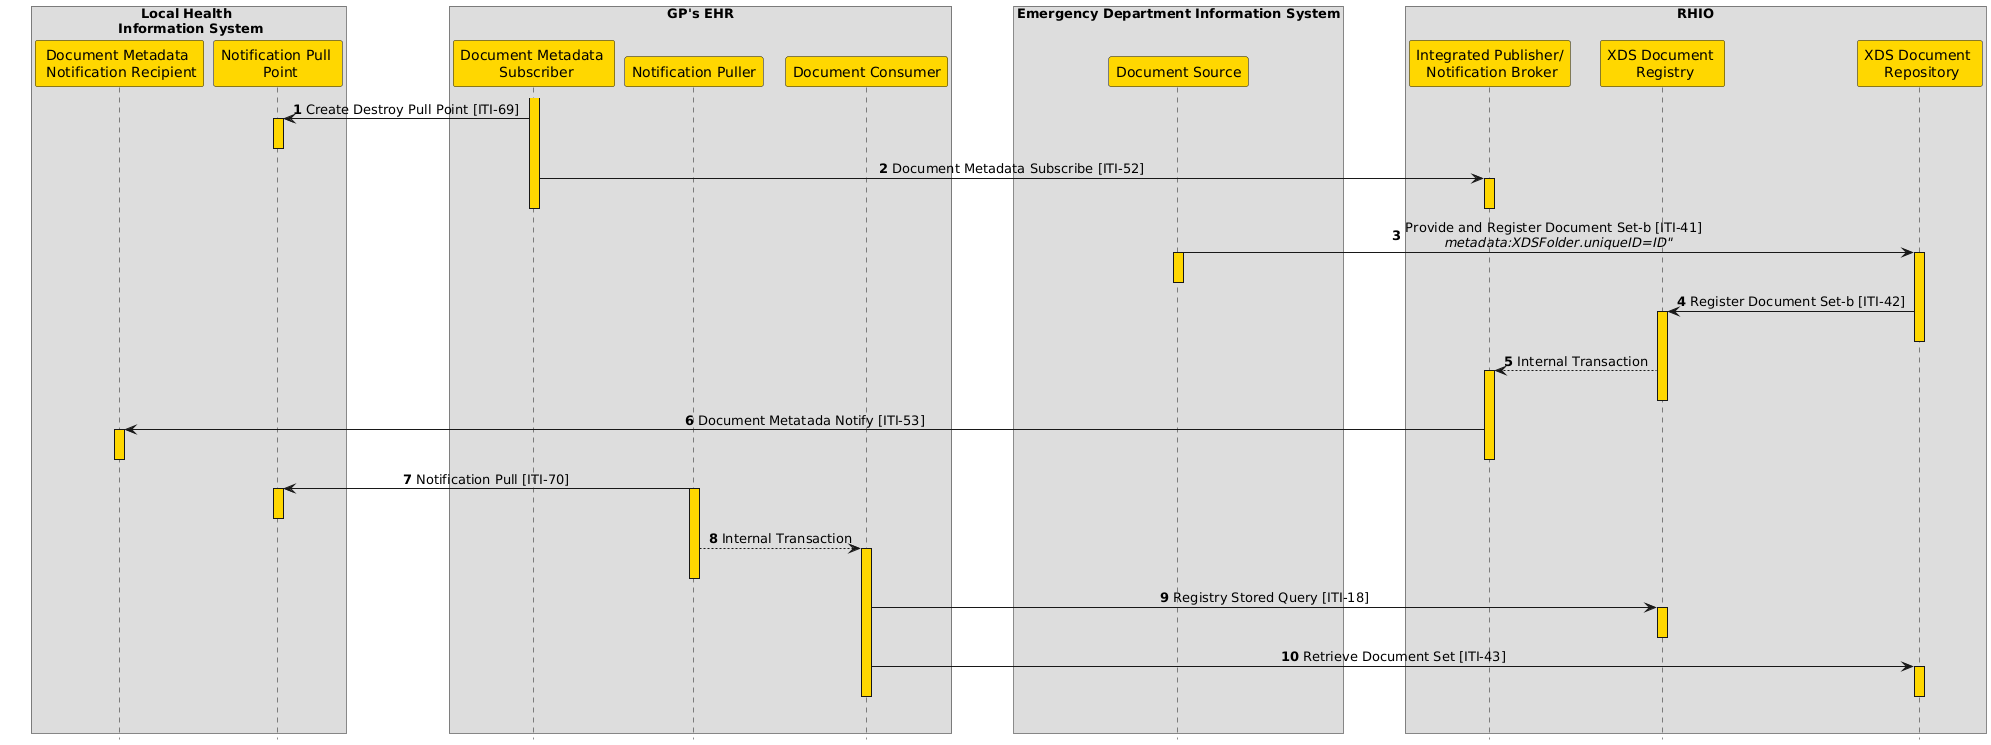 Local Health
Information System
GP's EHR
Emergency Department Information System
RHIO
Document Metadata
Notification Recipient
Notification Pull
Point
Document Metadata
Subscriber
Notification Puller
Document Consumer
Document Source
Integrated Publisher/
Notification Broker
XDS Document
Registry
XDS Document
Repository
1 Create Destroy Pull Point [ITI-69]
2 Document Metadata Subscribe [ITI-52]
3 Provide and Register Document Set-b [ITI-41]
metadata:XDSFolder.uniqueID=ID"
4 Register Document Set-b [ITI-42]
5 Internal Transaction
6 Document Metatada Notify [ITI-53]
7 Notification Pull [ITI-70]
8 Internal Transaction
9 Registry Stored Query [ITI-18]
10 Retrieve Document Set [ITI-43]